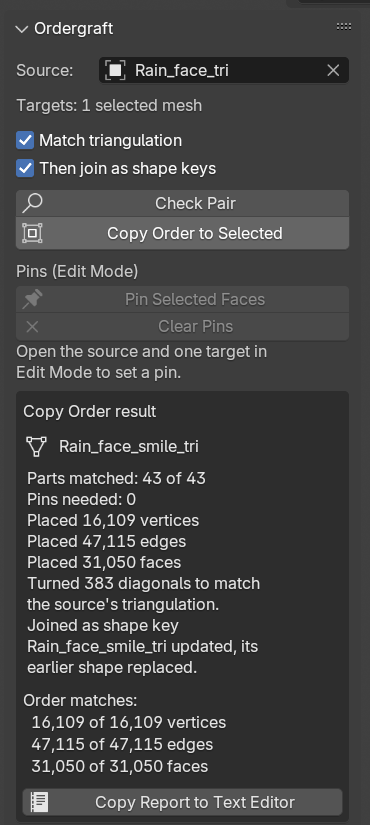 Ordergraft
Source: Rain_face_tri
Targets: 1 selected mesh
Match triangulation
Then join as shape keys
Check Pair
Copy Order to Selected
Pins (Edit Mode)
Pin Selected Faces
Clear Pins
Open the source and one target in
Edit Mode to set a pin.
Copy Order result
Rain_face_smile_tri
Parts matched: 43 of 43
Pins needed: 0
Placed 16,109 vertices
Placed 47,115 edges
Placed 31,050 faces
Turned 383 diagonals to match
the source's triangulation.
Joined as shape key
Rain_face_smile_tri updated, its
earlier shape replaced.
Order matches:
16,109 of 16,109 vertices
47,115 of 47,115 edges
31,050 of 31,050 faces
Copy Report to Text Editor